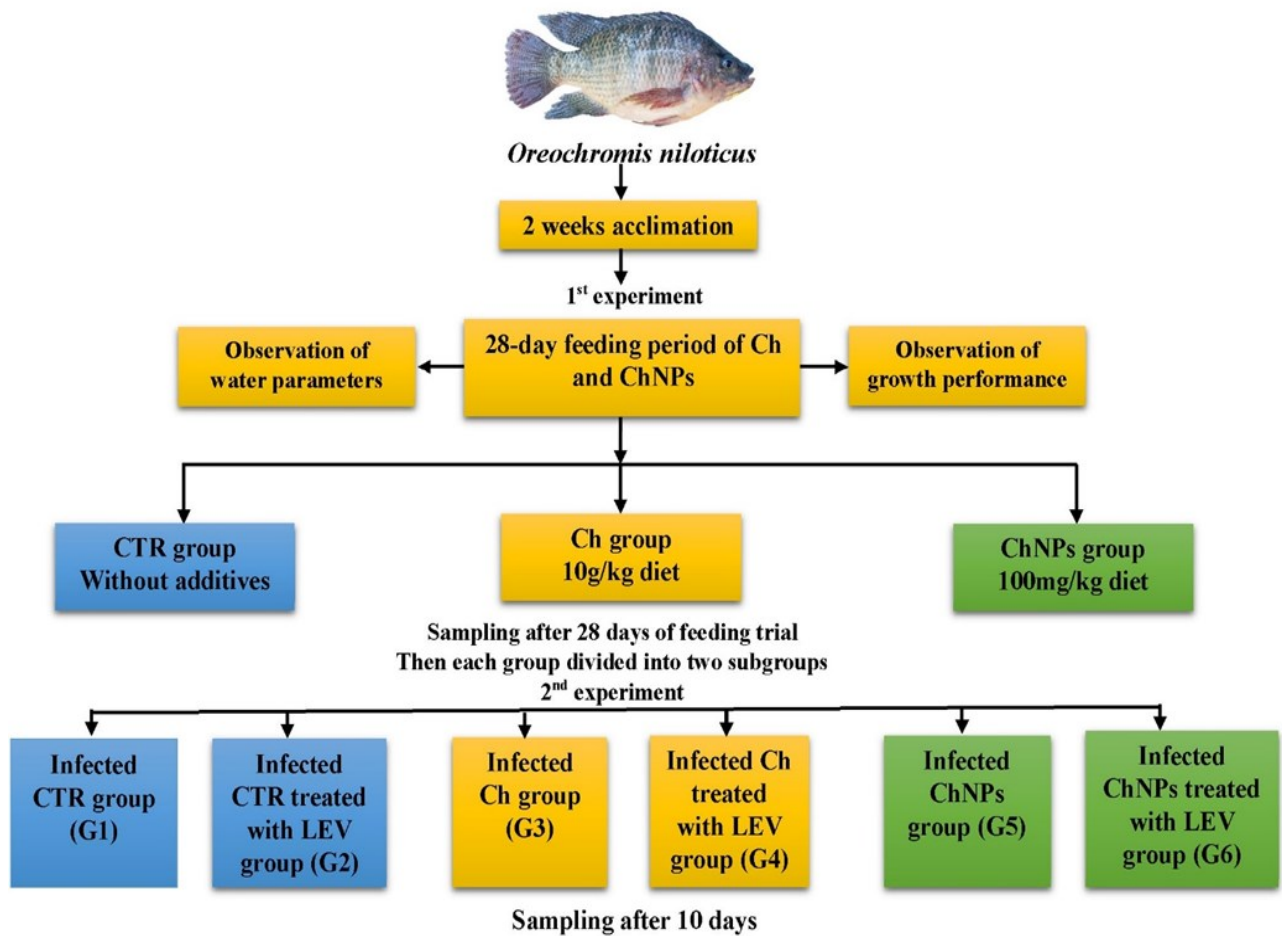 Oreochromis niloticus
2 weeks acclimation
1st experiment
Observation of
water parameters
28-day feeding period of Ch
and ChNPs
Observation of
growth performance
CTR group
Without additives
Ch group
10g/kg diet
ChNPs group
100mg/kg diet
Sampling after 28 days of feeding trial
Then each group divided into two subgroups
2nd experiment
Infected
CTR group
(G1)
Infected
CTR treated
with LEV
group (G2)
Infected
Ch group
(G3)
Infected Ch
treated
with LEV
group (G4)
Infected
ChNPs
group (G5)
Infected
ChNPs treated
with LEV
group (G6)
Sampling after 10 days